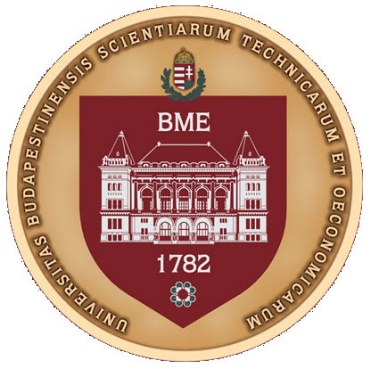 UNIVERSITAS BUDAPESTINENSIS SCIENTIARUM TECHNICARUM ET OECONOMICARUM
BME
1782